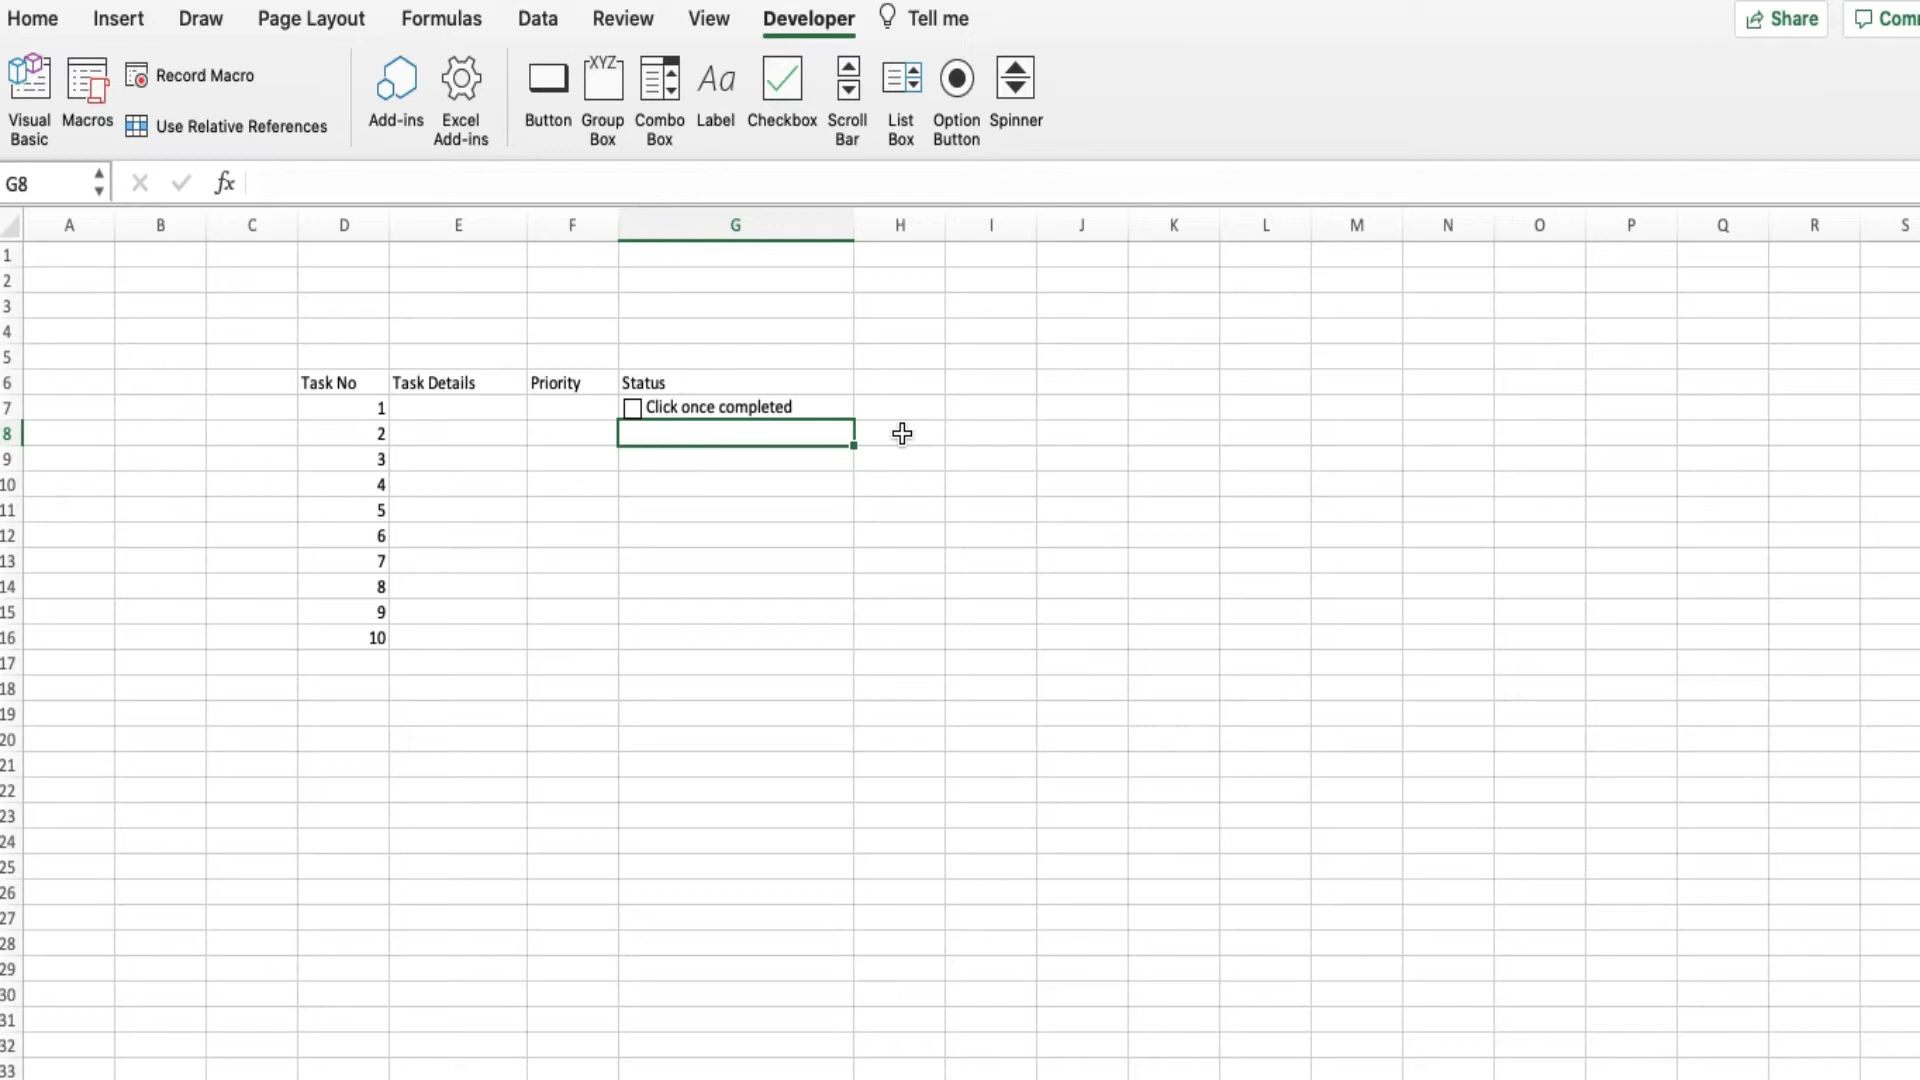 Home Insert Draw Page Layout Formulas Data Review View Developer Tell me Share Comm
Visual Basic
Macros
Record Macro
Use Relative References
Add-ins
Excel Add-ins
Button
Group Box
Combo Box
Label
Checkbox
Scroll Bar
List Box
Option Button
Spinner
XYZ
Aa
G8 fx
A B C D E F G H I J K L M N O P Q R S
1
2
3
4
5
6 Task No Task Details Priority Status
7 1 Click once completed
8 2
9 3
10 4
11 5
12 6
13 7
14 8
15 9
16 10
17
18
19
20
21
22
23
24
25
26
27
28
29
30
31
32
33